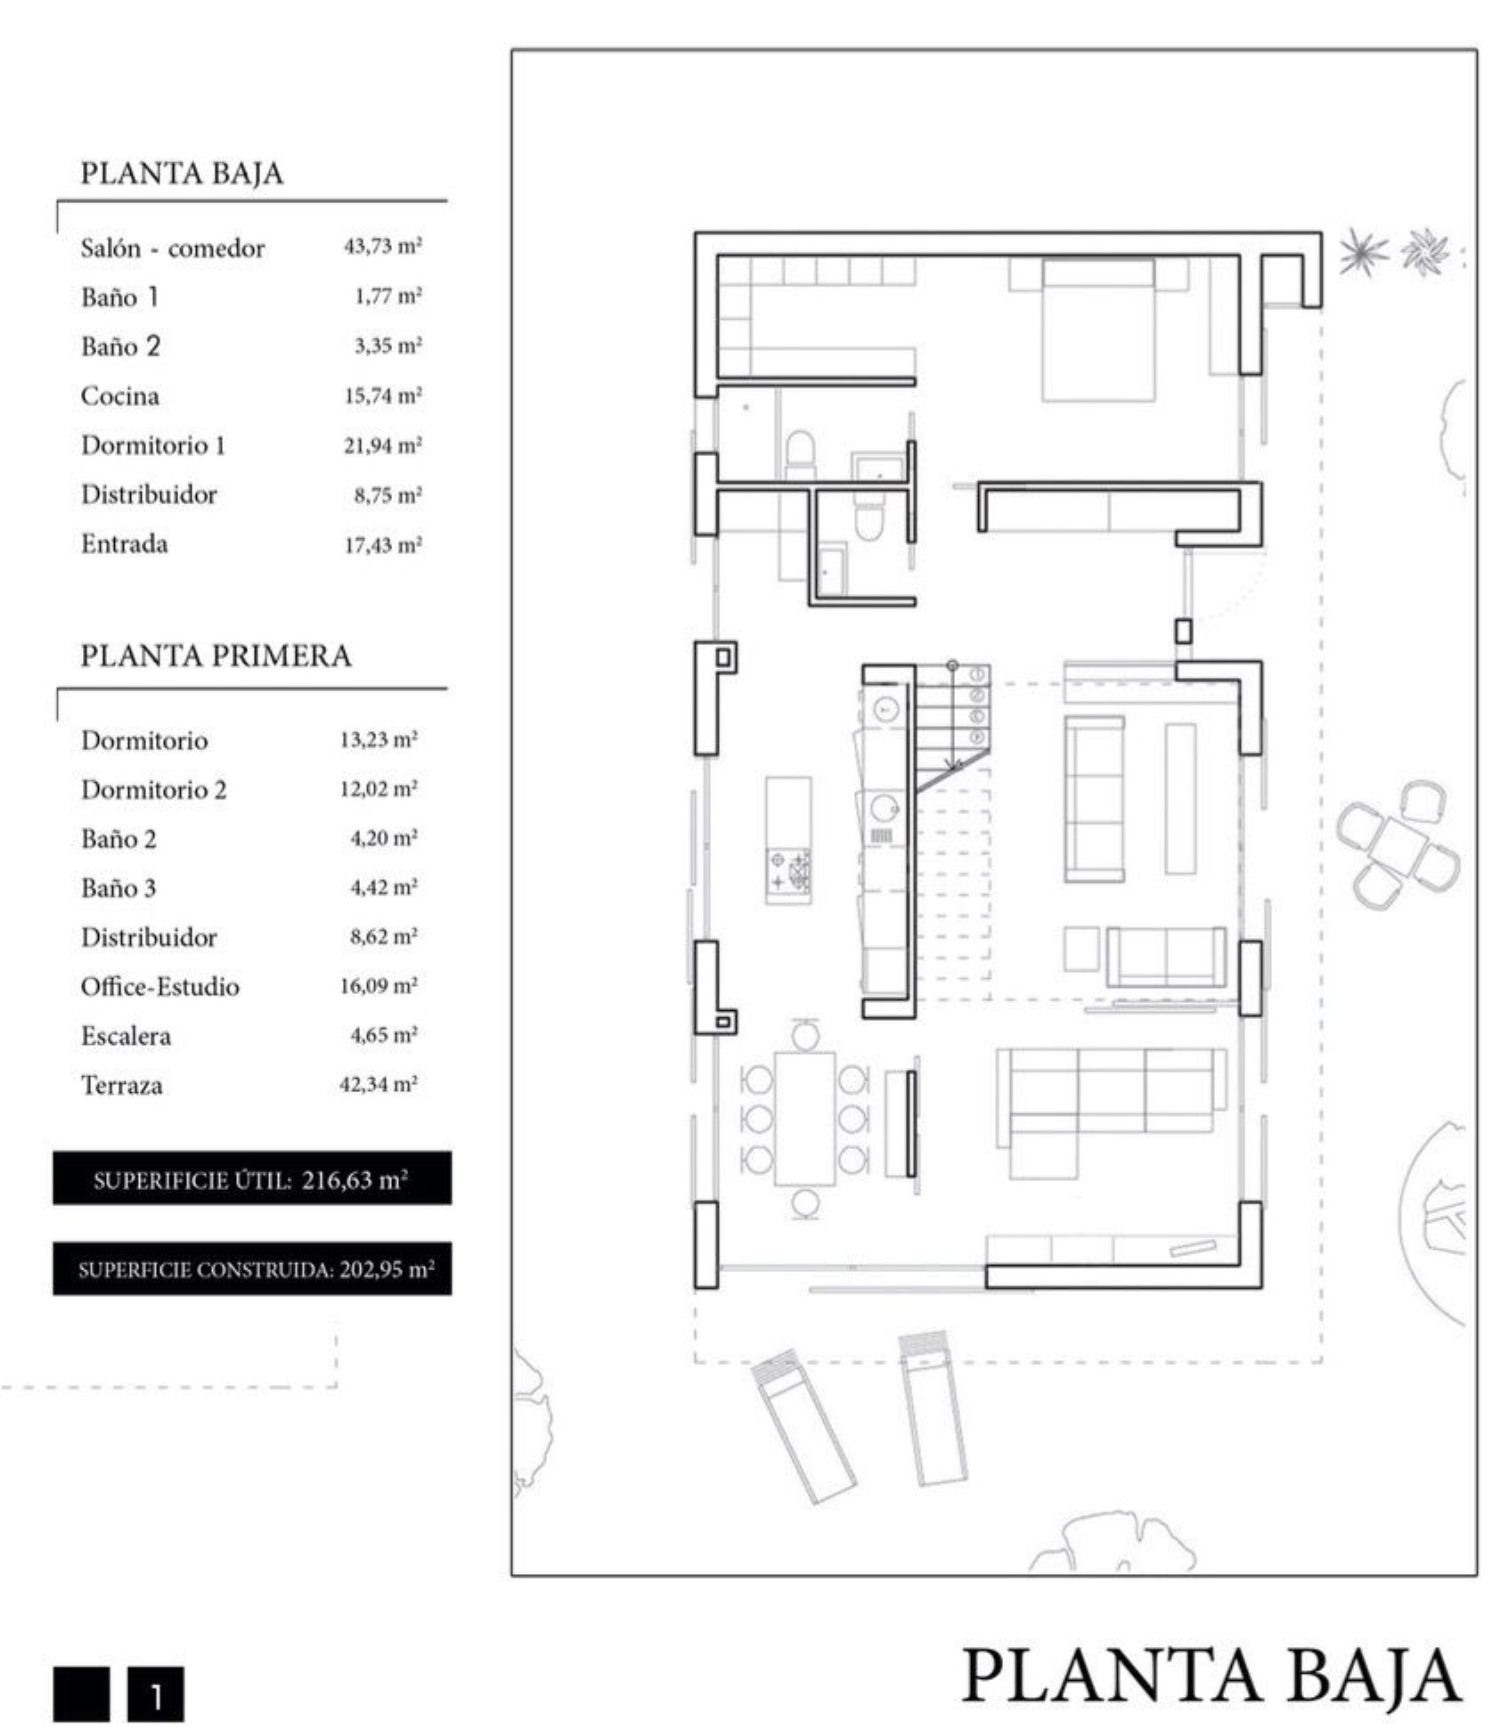 PLANTA BAJA
Salón - comedor 43,73 m²
Baño 1 1,77 m²
Baño 2 3,35 m²
Cocina 15,74 m²
Dormitorio 1 21,94 m²
Distribuidor 8,75 m²
Entrada 17,43 m²
PLANTA PRIMERA
Dormitorio 13,23 m²
Dormitorio 2 12,02 m²
Baño 2 4,20 m²
Baño 3 4,42 m²
Distribuidor 8,62 m²
Office-Estudio 16,09 m²
Escalera 4,65 m²
Terraza 42,34 m²
SUPERIFICIE ÚTIL: 216,63 m²
SUPERFICIE CONSTRUIDA: 202,95 m²
1
PLANTA BAJA